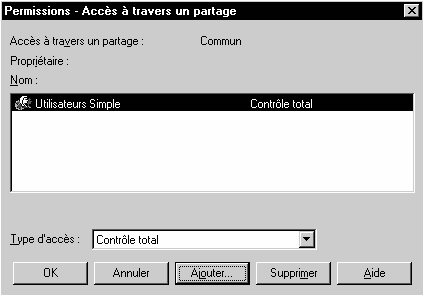 Permissions - Accès à travers un partage
Accès à travers un partage : Commun
Propriétaire :
Nom :
Utilisateurs Simple Contrôle total
Type d'accès : Contrôle total
OK Annuler Ajouter... Supprimer Aide